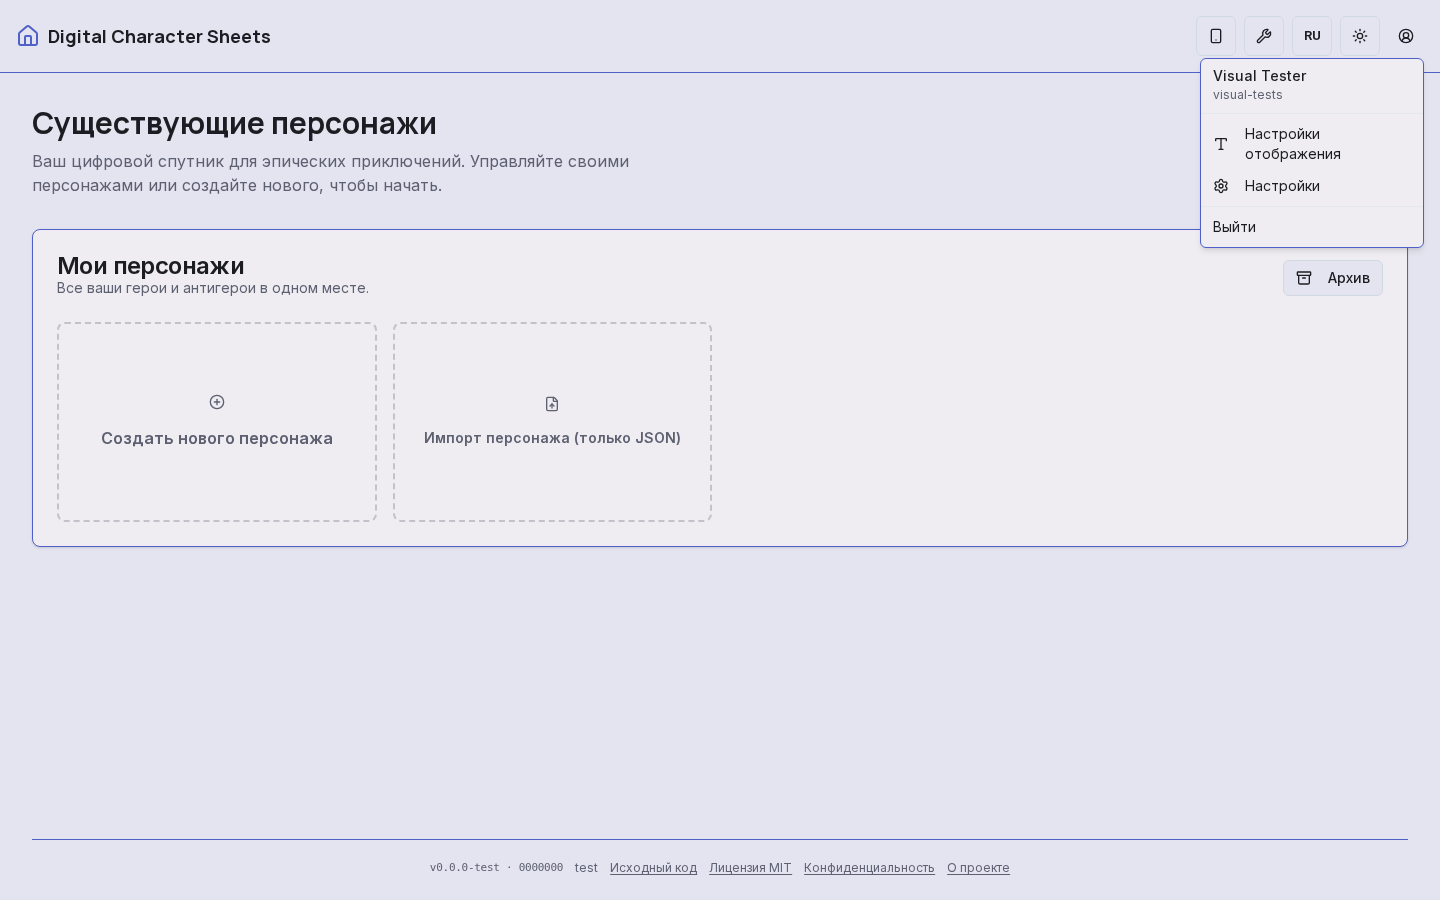 Digital Character Sheets
RU
Visual Tester
visual-tests
Настройки
отображения
Настройки
Выйти
Существующие персонажи
Ваш цифровой спутник для эпических приключений. Управляйте своими
персонажами или создайте нового, чтобы начать.
Мои персонажи
Все ваши герои и антигерои в одном месте.
Архив
Создать нового персонажа
Импорт персонажа (только JSON)
v0.0.0-test · 0000000 test Исходный код Лицензия MIT Конфиденциальность О проекте